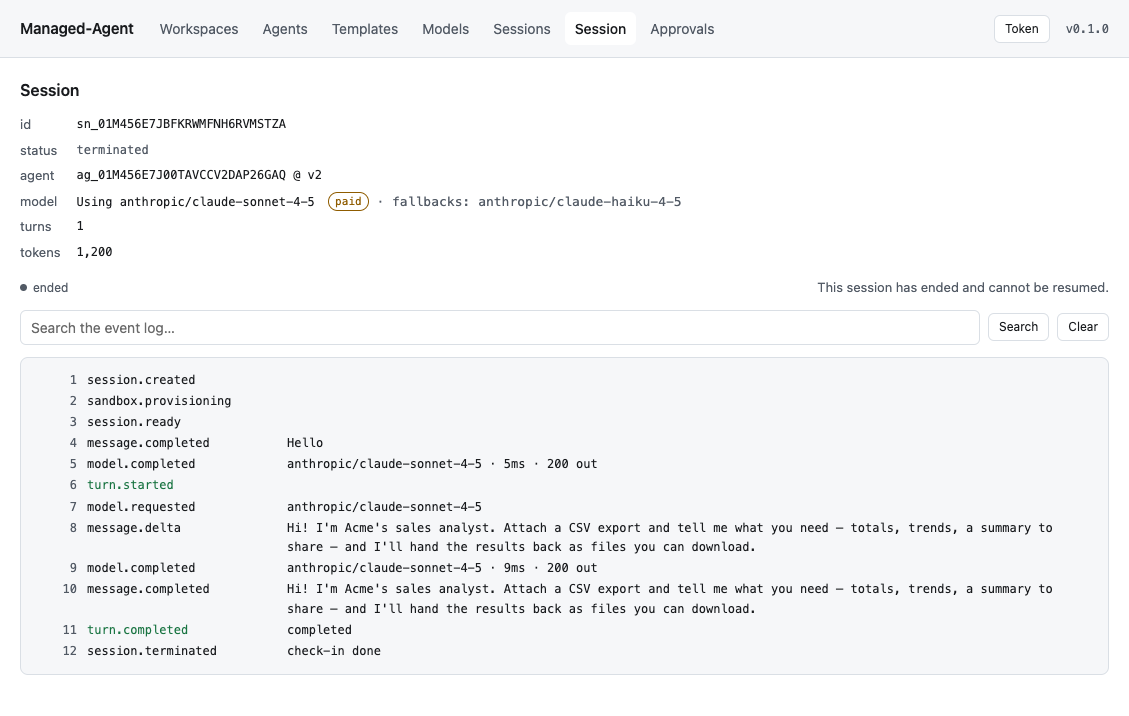 Managed-Agent Workspaces Agents Templates Models Sessions Session Approvals Token v0.1.0
Session
id sn_01M456E7JBFKRWMFNH6RVMSTZA
status terminated
agent ag_01M456E7J00TAVCCV2DAP26GAQ @ v2
model Using anthropic/claude-sonnet-4-5 paid · fallbacks: anthropic/claude-haiku-4-5
turns 1
tokens 1,200
ended This session has ended and cannot be resumed.
Search the event log... Search Clear
1 session.created
2 sandbox.provisioning
3 session.ready
4 message.completed Hello
5 model.completed anthropic/claude-sonnet-4-5 · 5ms · 200 out
6 turn.started
7 model.requested anthropic/claude-sonnet-4-5
8 message.delta Hi! I'm Acme's sales analyst. Attach a CSV export and tell me what you need — totals, trends, a summary to
share — and I'll hand the results back as files you can download.
9 model.completed anthropic/claude-sonnet-4-5 · 9ms · 200 out
10 message.completed Hi! I'm Acme's sales analyst. Attach a CSV export and tell me what you need — totals, trends, a summary to
share — and I'll hand the results back as files you can download.
11 turn.completed completed
12 session.terminated check-in done